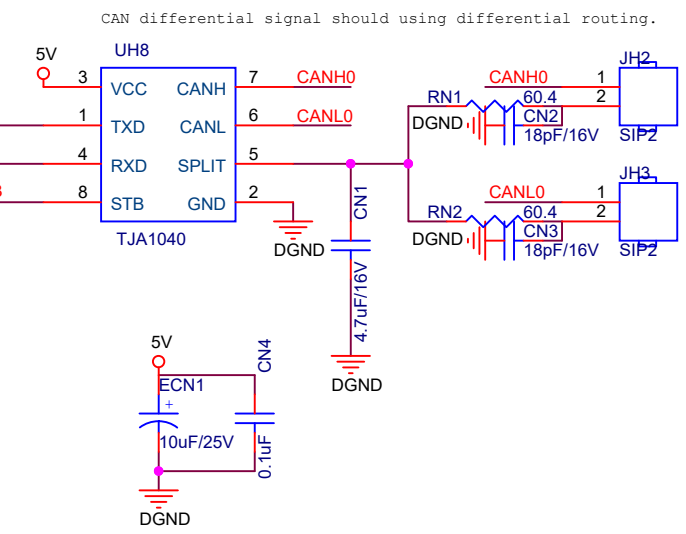 CAN differential signal should using differential routing.
5V
UH8
3 VCC CANH 7 CANH0
1 TXD CANL 6 CANL0
4 RXD SPLIT 5
8 STB GND 2
TJA1040
DGND
CN1
4.7uF/16V
DGND
CANH0 1 JH2
RN1 60.4 2
DGND CN2
18pF/16V SIP2
CANL0 1 JH3
RN2 60.4 2
DGND CN3
18pF/16V SIP2
5V
ECN1
+
10uF/25V
CN4
0.1uF
DGND